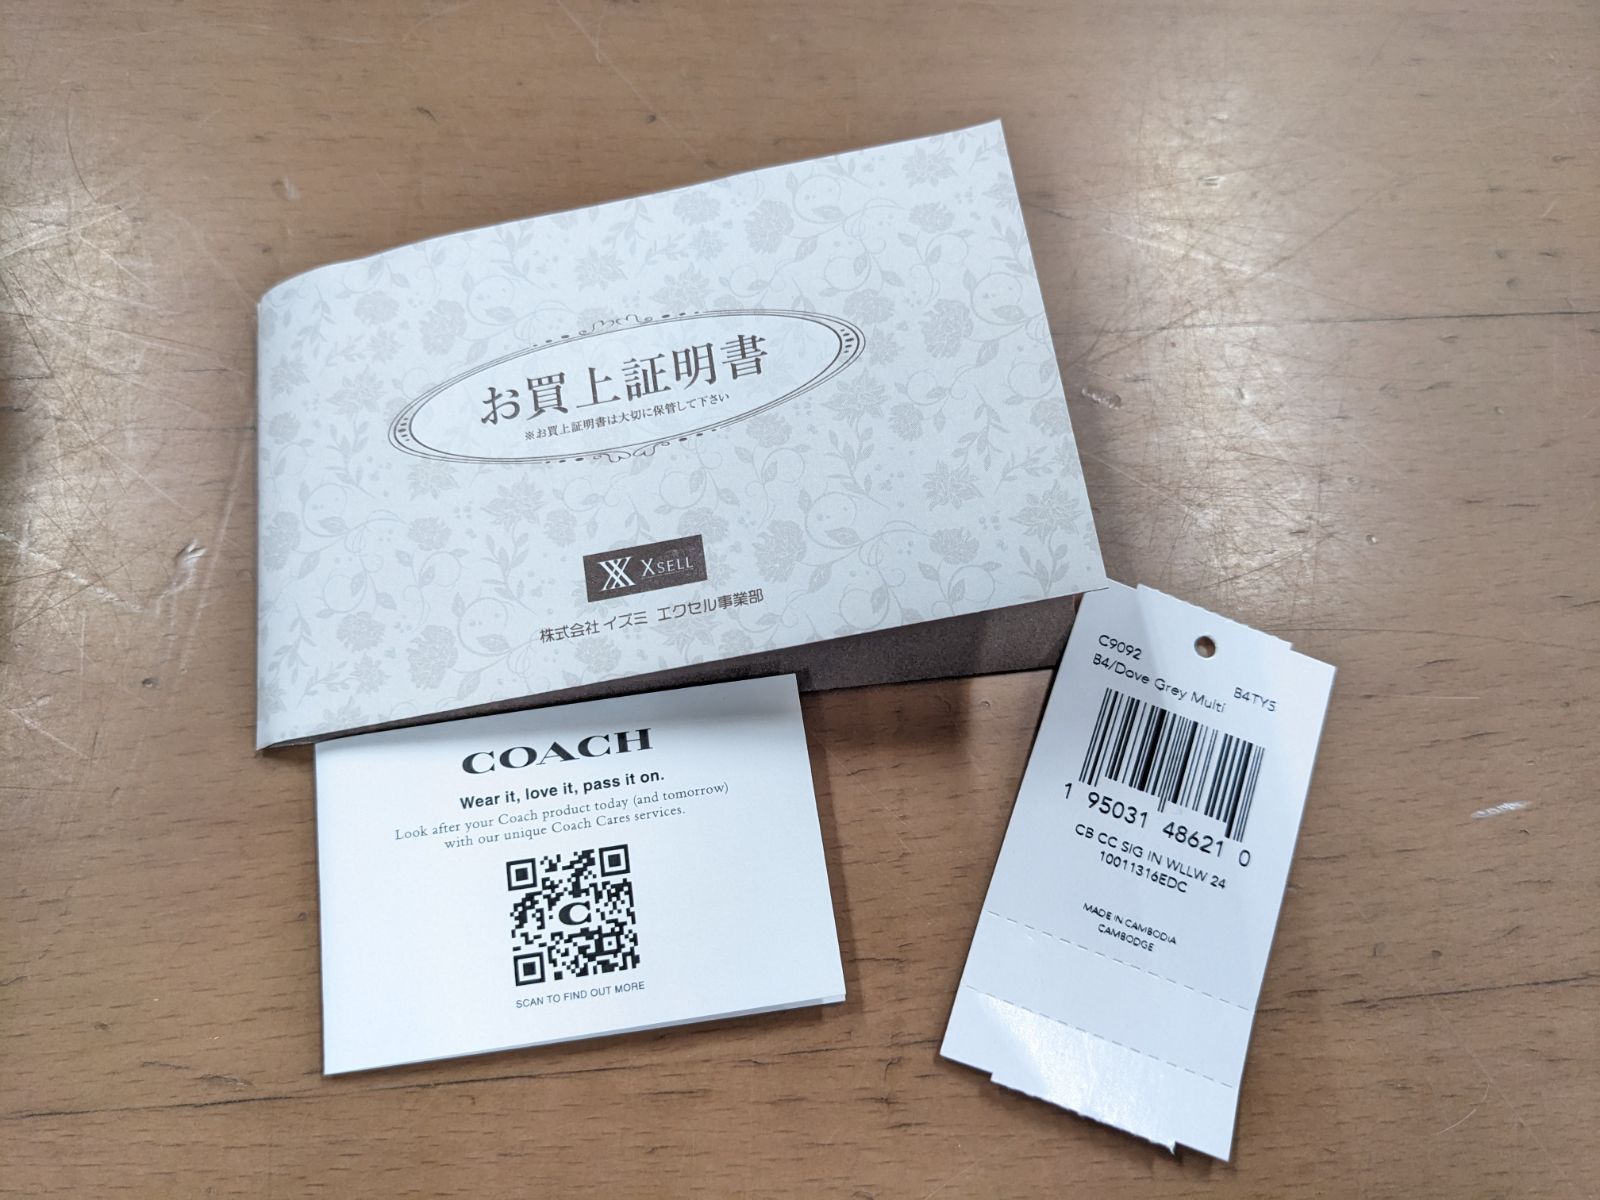 お買上証明書
※お買上証明書は大切に保管して下さい
XSELL
株式会社 イズミ エクセル事業部
COACH
Wear it, love it, pass it on.
Look after your Coach product today (and tomorrow)
with our unique Coach Cares services.
C
SCAN TO FIND OUT MORE
C9092
B4/Dove Grey Multi B4TY5
1 95031 48621 0
CB CC SIG IN WLLW 24
10011316EDC
MADE IN CAMBODIA
CAMBODGE